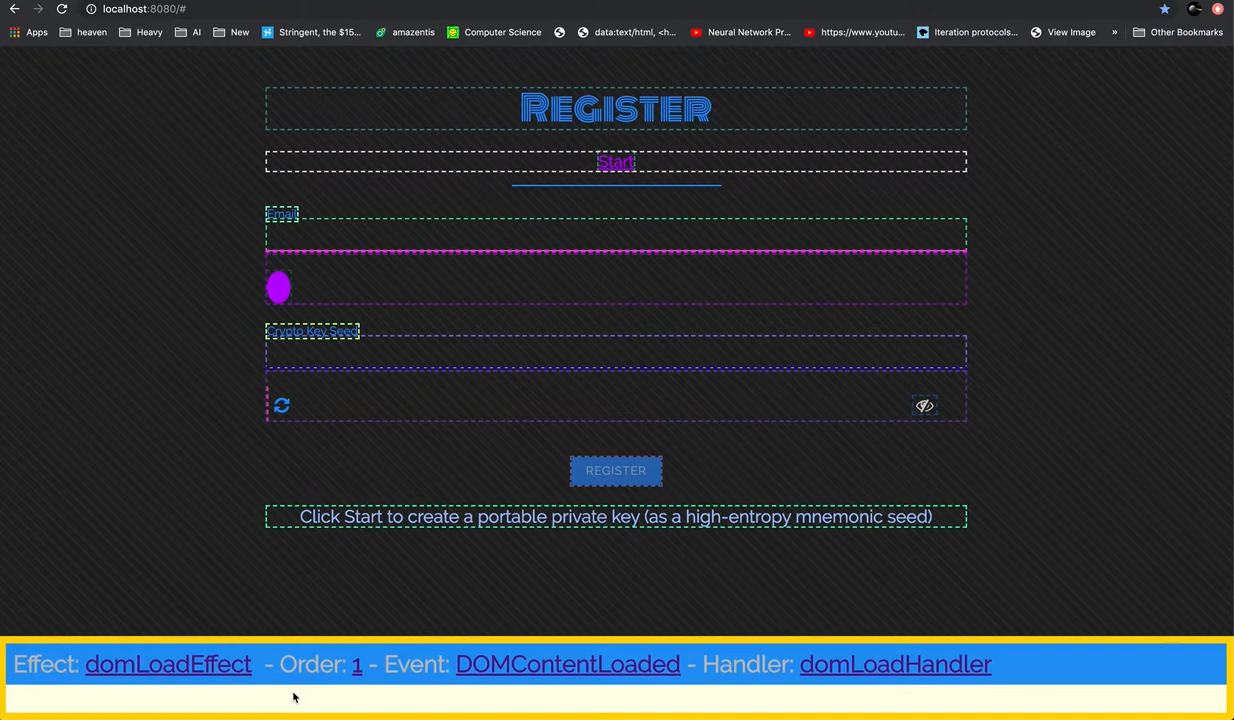 localhost:8080/#
Apps heaven Heavy AI New Stringent, the $15... amazentis Computer Science data:text/html, <h... Neural Network Pr... https://www.youtu... Iteration protocols... View Image » Other Bookmarks
Register
Start
Email
Crypto Key Seed
REGISTER
Click Start to create a portable private key (as a high-entropy mnemonic seed)
Effect: domLoadEffect - Order: 1 - Event: DOMContentLoaded - Handler: domLoadHandler